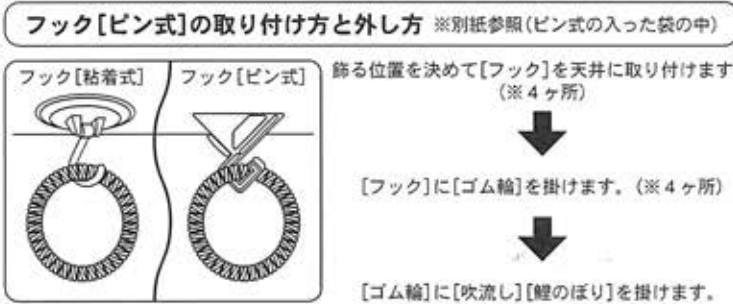 フック[ピン式]の取り付け方と外し方 ※別紙参照(ピン式の入った袋の中)
フック[粘着式]
フック[ピン式]
飾る位置を決めて[フック]を天井に取り付けます
(※4ヶ所)
[フック]に[ゴム輪]を掛けます。(※4ヶ所)
[ゴム輪]に[吹流し][鯉のぼり]を掛けます。